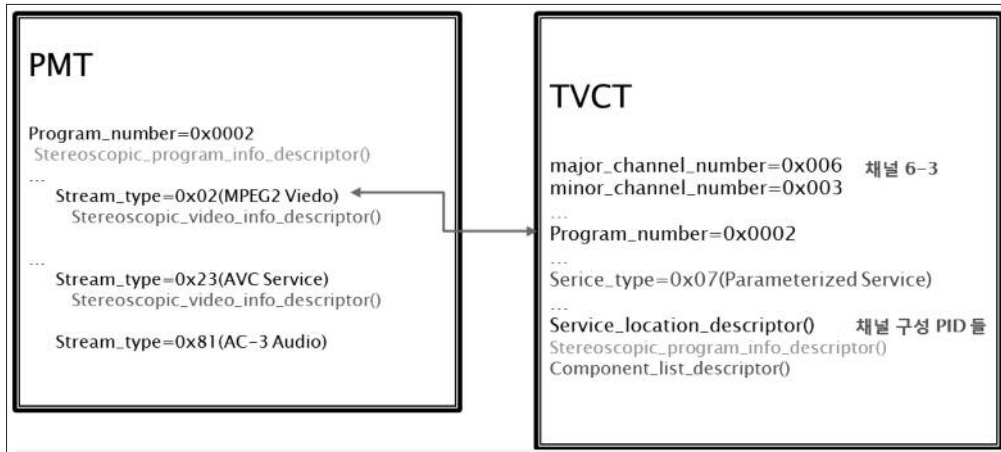 PMT
Program_number=0x0002
Stereoscopic_program_info_descriptor()
...
Stream_type=0x02(MPEG2 Viedo)
Stereoscopic_video_info_descriptor()
...
Stream_type=0x23(AVC Service)
Stereoscopic_video_info_descriptor()
Stream_type=0x81(AC-3 Audio)
TVCT
major_channel_number=0x006 채널 6-3
minor_channel_number=0x003
...
Program_number=0x0002
...
Serice_type=0x07(Parameterized Service)
...
Service_location_descriptor() 채널 구성 PID 들
Stereoscopic_program_info_descriptor()
Component_list_descriptor()